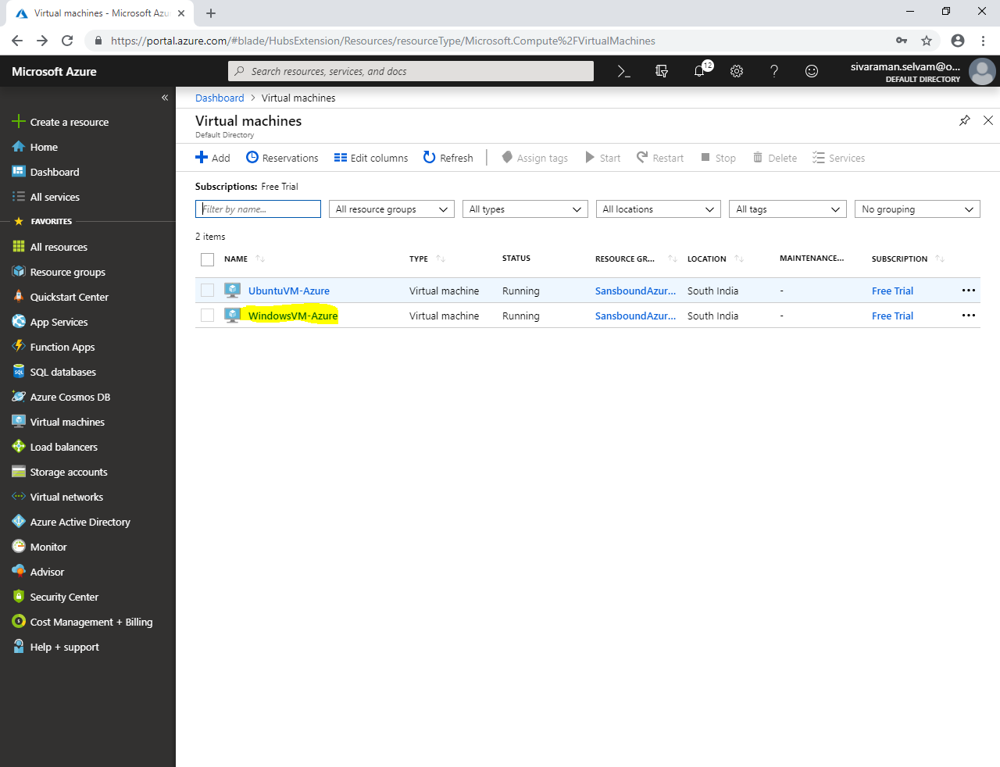 Virtual machines - Microsoft Azu
https://portal.azure.com/#blade/HubsExtension/Resources/resourceType/Microsoft.Compute%2FVirtualMachines
Microsoft Azure
Search resources, services, and docs
12
sivaraman.selvam@o...
DEFAULT DIRECTORY
Create a resource
Home
Dashboard
All services
FAVORITES
All resources
Resource groups
Quickstart Center
App Services
Function Apps
SQL databases
Azure Cosmos DB
Virtual machines
Load balancers
Storage accounts
Virtual networks
Azure Active Directory
Monitor
Advisor
Security Center
Cost Management + Billing
Help + support
Dashboard > Virtual machines
Virtual machines
Default Directory
Add Reservations Edit columns Refresh Assign tags Start Restart Stop Delete Services
Subscriptions: Free Trial
Filter by name... All resource groups All types All locations All tags No grouping
2 items
NAME TYPE STATUS RESOURCE GR... LOCATION MAINTENANCE... SUBSCRIPTION
UbuntuVM-Azure Virtual machine Running SansboundAzur... South India - Free Trial
WindowsVM-Azure Virtual machine Running SansboundAzur... South India - Free Trial